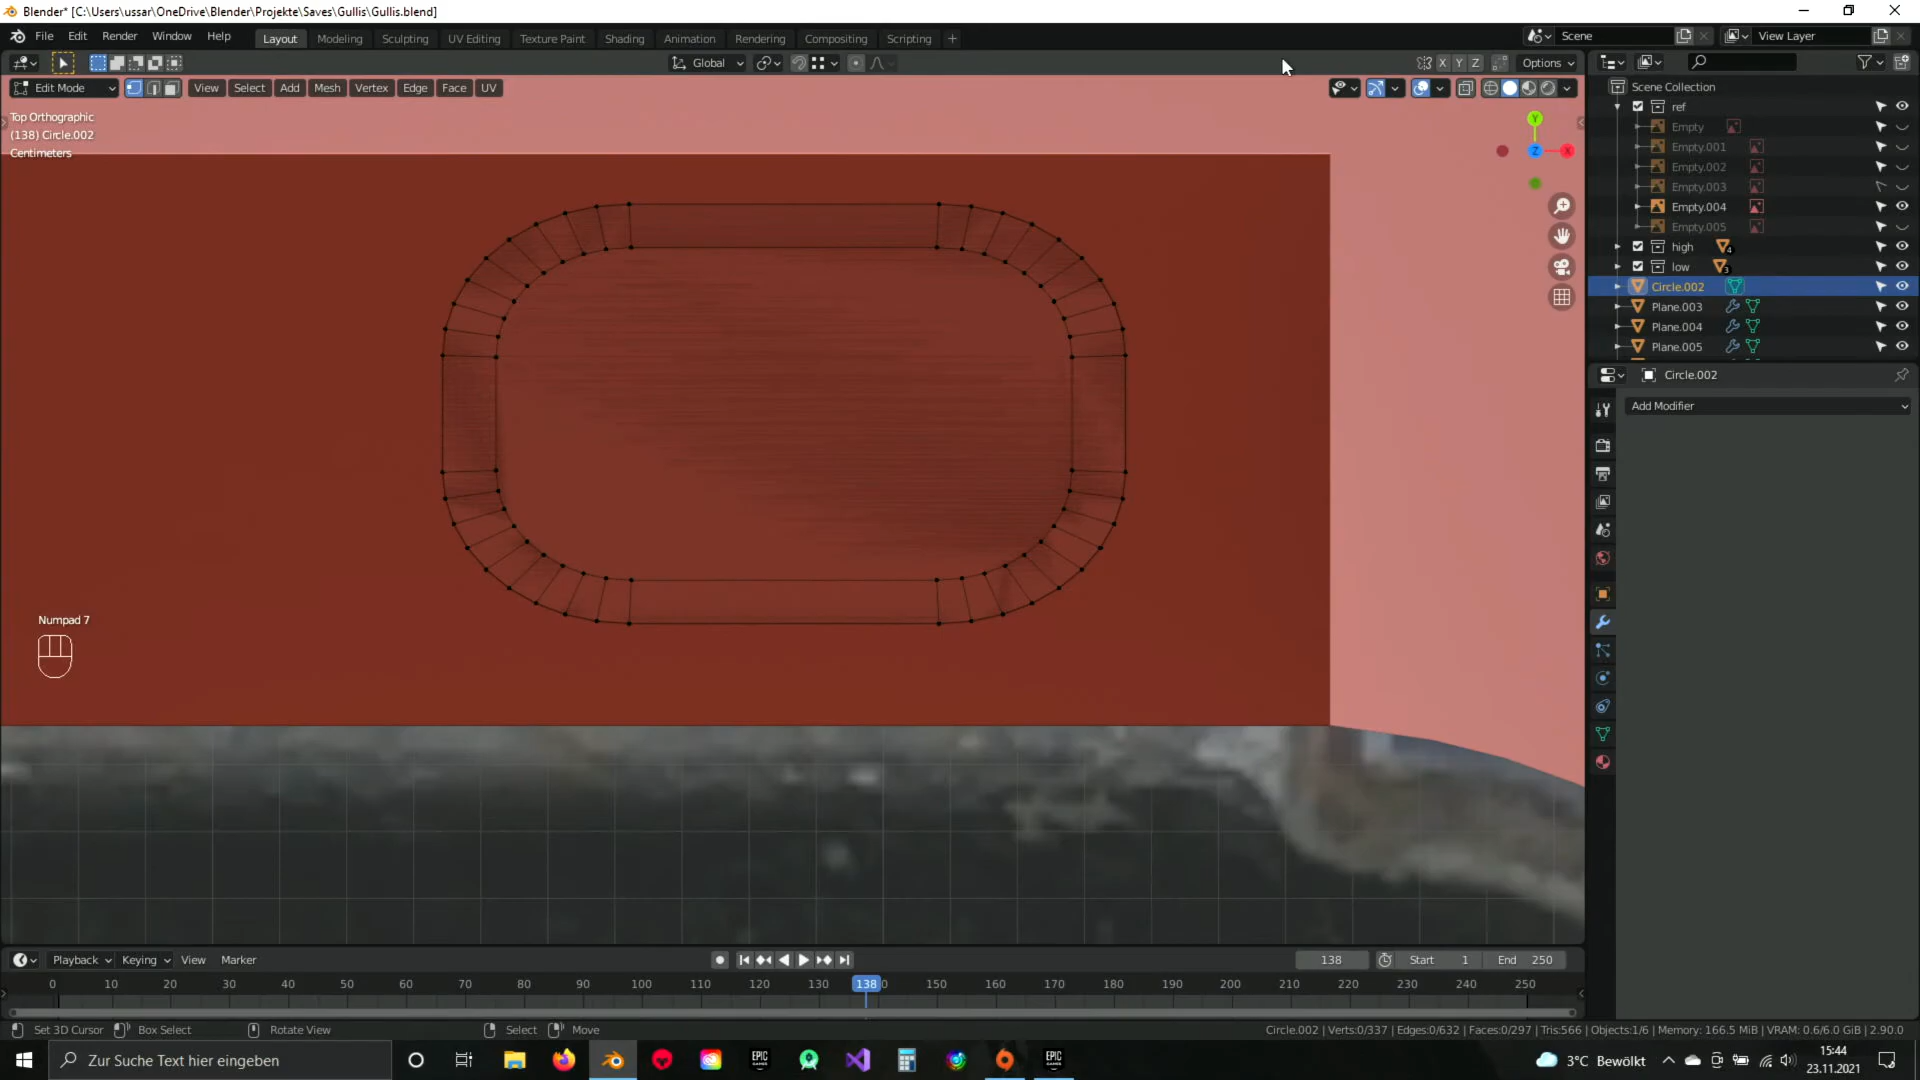 Blender* [C:\Users\ussar\OneDrive\Blender\Projekte\Saves\Gullis\Gullis.blend]
File Edit Render Window Help
Layout Modeling Sculpting UV Editing Texture Paint Shading Animation Rendering Compositing Scripting +
Scene
View Layer
Global
X Y Z
Options
Edit Mode
View Select Add Mesh Vertex Edge Face UV
Top Orthographic
(138) Circle.002
Centimeters
Y
Z
X
Scene Collection
ref
Empty
Empty.001
Empty.002
Empty.003
Empty.004
Empty.005
high 4
low 3
Circle.002
Plane.003
Plane.004
Plane.005
Circle.002
Add Modifier
Numpad 7
Playback Keying View Marker
138
Start 1
End 250
0 10 20 30 40 50 60 70 80 90 100 110 120 130 138 0 150 160 170 180 190 200 210 220 230 240 250
Set 3D Cursor Box Select Rotate View Select Move
Circle.002 | Verts:0/337 | Edges:0/632 | Faces:0/297 | Tris:566 | Objects:1/6 | Memory: 166.5 MiB | VRAM: 0.6/6.0 GiB | 2.90.0
Zur Suche Text hier eingeben
EPIC GAMES
EPIC GAMES
3°C Bewölkt
15:44
23.11.2021